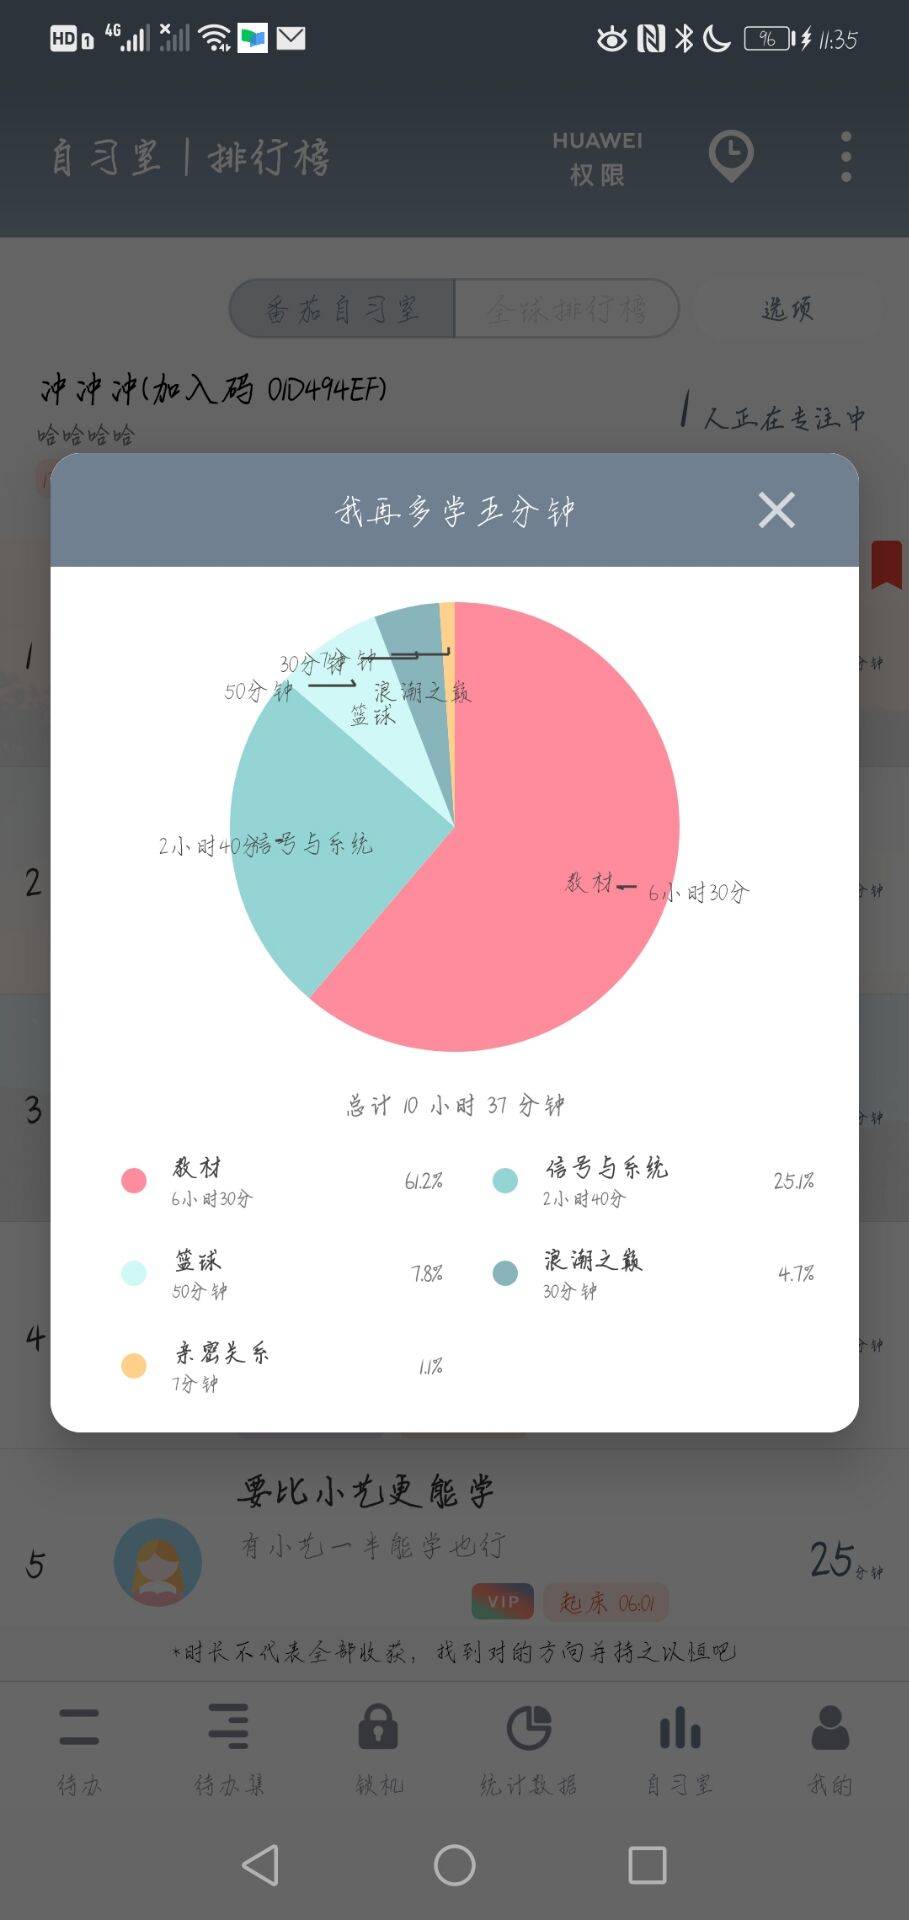 HD 1 4G 96 11:35
自习室 | 排行榜
HUAWEI
权限
番茄自习室 全球排行榜 选项
冲冲冲(加入码 01D494EF)
哈哈哈哈
1人正在专注中
我再多学五分钟
1
分钟
30分钟 7分钟
50分钟 浪潮之巅
篮球
2小时40分 信号与系统
教材 6小时30分
2
分钟
总计 10 小时 37 分钟
3
分钟
教材 61.2% 信号与系统 25.1%
6小时30分 2小时40分
篮球 7.8% 浪潮之巅 4.7%
50分钟 30分钟
4
分钟
亲密关系 1.1%
7分钟
要比小艺更能学
有小艺一半能学也行
5
25分钟
VIP 起床 06:01
*时长不代表全部收获，找到对的方向并持之以恒吧
待办 待办集 锁机 统计数据 自习室 我的